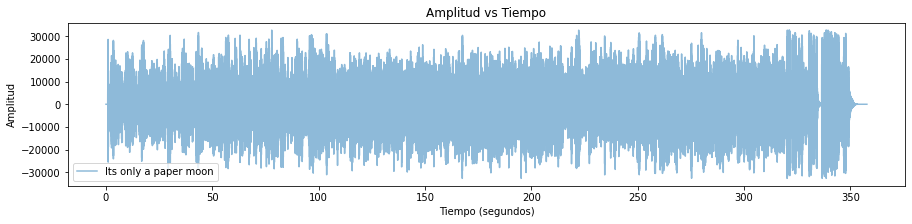 Amplitud vs Tiempo
Amplitud
30000
20000
10000
0
−10000
−20000
−30000
Its only a paper moon
0 50 100 150 200 250 300 350
Tiempo (segundos)